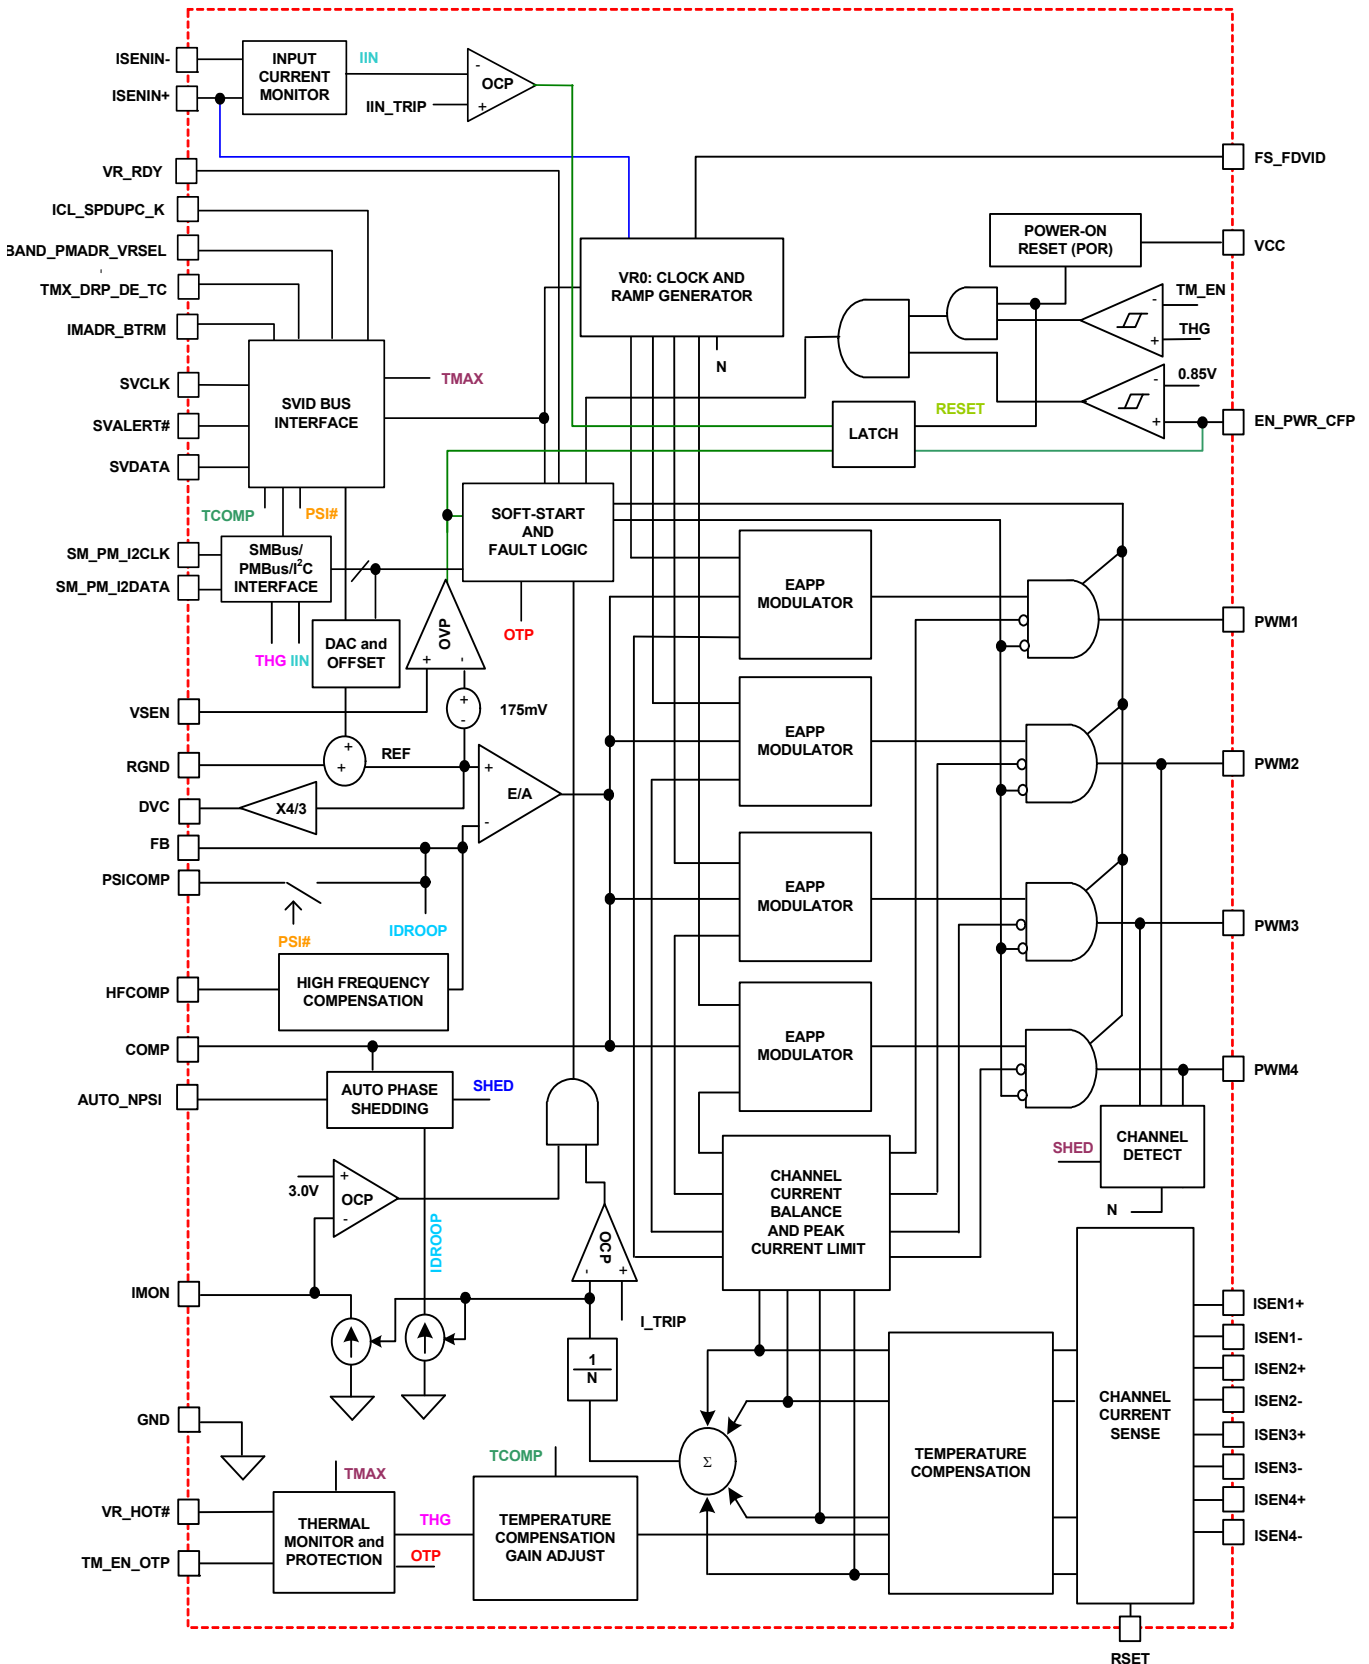 ISENIN-
ISENIN+
VR_RDY
ICL_SPDUPC_K
BAND_PMADR_VRSEL
TMX_DRP_DE_TC
IMADR_BTRM
SVCLK
SVALERT#
SVDATA
SM_PM_I2CLK
SM_PM_I2DATA
VSEN
RGND
DVC
FB
PSICOMP
HFCOMP
COMP
AUTO_NPSI
IMON
GND
VR_HOT#
TM_EN_OTP
INPUT
CURRENT
MONITOR
IIN
IIN_TRIP
-
OCP
+
VR0: CLOCK AND
RAMP GENERATOR
N
POWER-ON
RESET (POR)
TM_EN
-
THG
+
0.85V
-
+
RESET
LATCH
SVID BUS
INTERFACE
TMAX
TCOMP
PSI#
SMBus/
PMBus/I²C
INTERFACE
THG IIN
DAC and
OFFSET
SOFT-START
AND
FAULT LOGIC
OTP
OVP
+ -
+
-
175mV
+
+
REF
X4/3
+
E/A
-
IDROOP
PSI#
HIGH FREQUENCY
COMPENSATION
AUTO PHASE
SHEDDING
SHED
3.0V
+
OCP
-
IDROOP
OCP
- +
I_TRIP
1
N
EAPP
MODULATOR
EAPP
MODULATOR
EAPP
MODULATOR
EAPP
MODULATOR
CHANNEL
CURRENT
BALANCE
AND PEAK
CURRENT LIMIT
CHANNEL
DETECT
SHED
N
Σ
TEMPERATURE
COMPENSATION
CHANNEL
CURRENT
SENSE
TMAX
THERMAL
MONITOR and
PROTECTION
THG
OTP
TCOMP
TEMPERATURE
COMPENSATION
GAIN ADJUST
FS_FDVID
VCC
EN_PWR_CFP
PWM1
PWM2
PWM3
PWM4
ISEN1+
ISEN1-
ISEN2+
ISEN2-
ISEN3+
ISEN3-
ISEN4+
ISEN4-
RSET